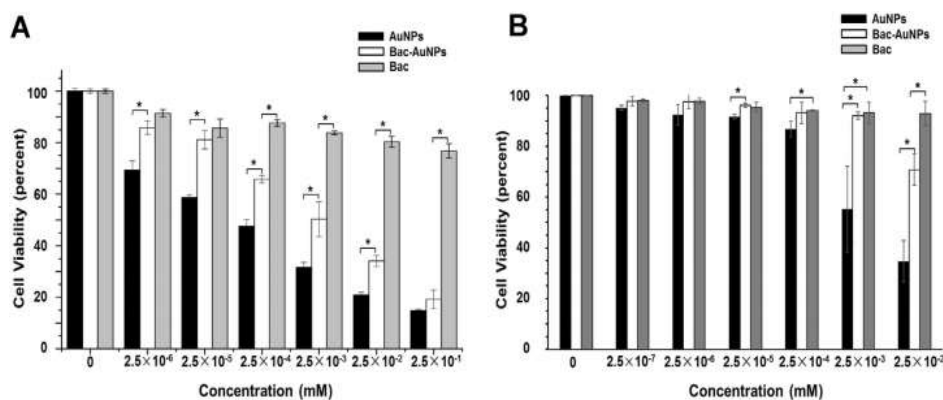 A
AuNPs
Bac-AuNPs
Bac
Cell Viability (percent)
100
80
60
40
20
0
* * * * * * * * *
0 2.5×10⁻⁶ 2.5×10⁻⁵ 2.5×10⁻⁴ 2.5×10⁻³ 2.5×10⁻² 2.5×10⁻¹
Concentration (mM)
B
AuNPs
Bac-AuNPs
Bac
Cell Viability (percent)
100
80
60
40
20
0
* * * * * *
0 2.5×10⁻⁷ 2.5×10⁻⁶ 2.5×10⁻⁵ 2.5×10⁻⁴ 2.5×10⁻³ 2.5×10⁻²
Concentration (mM)